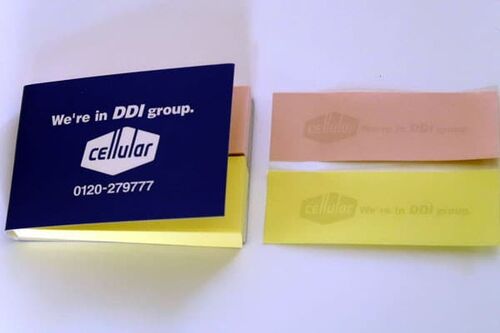 We're in DDI group.
cellular
0120-279777
cellular We're in DDI group.
cellular We're in DDI group.